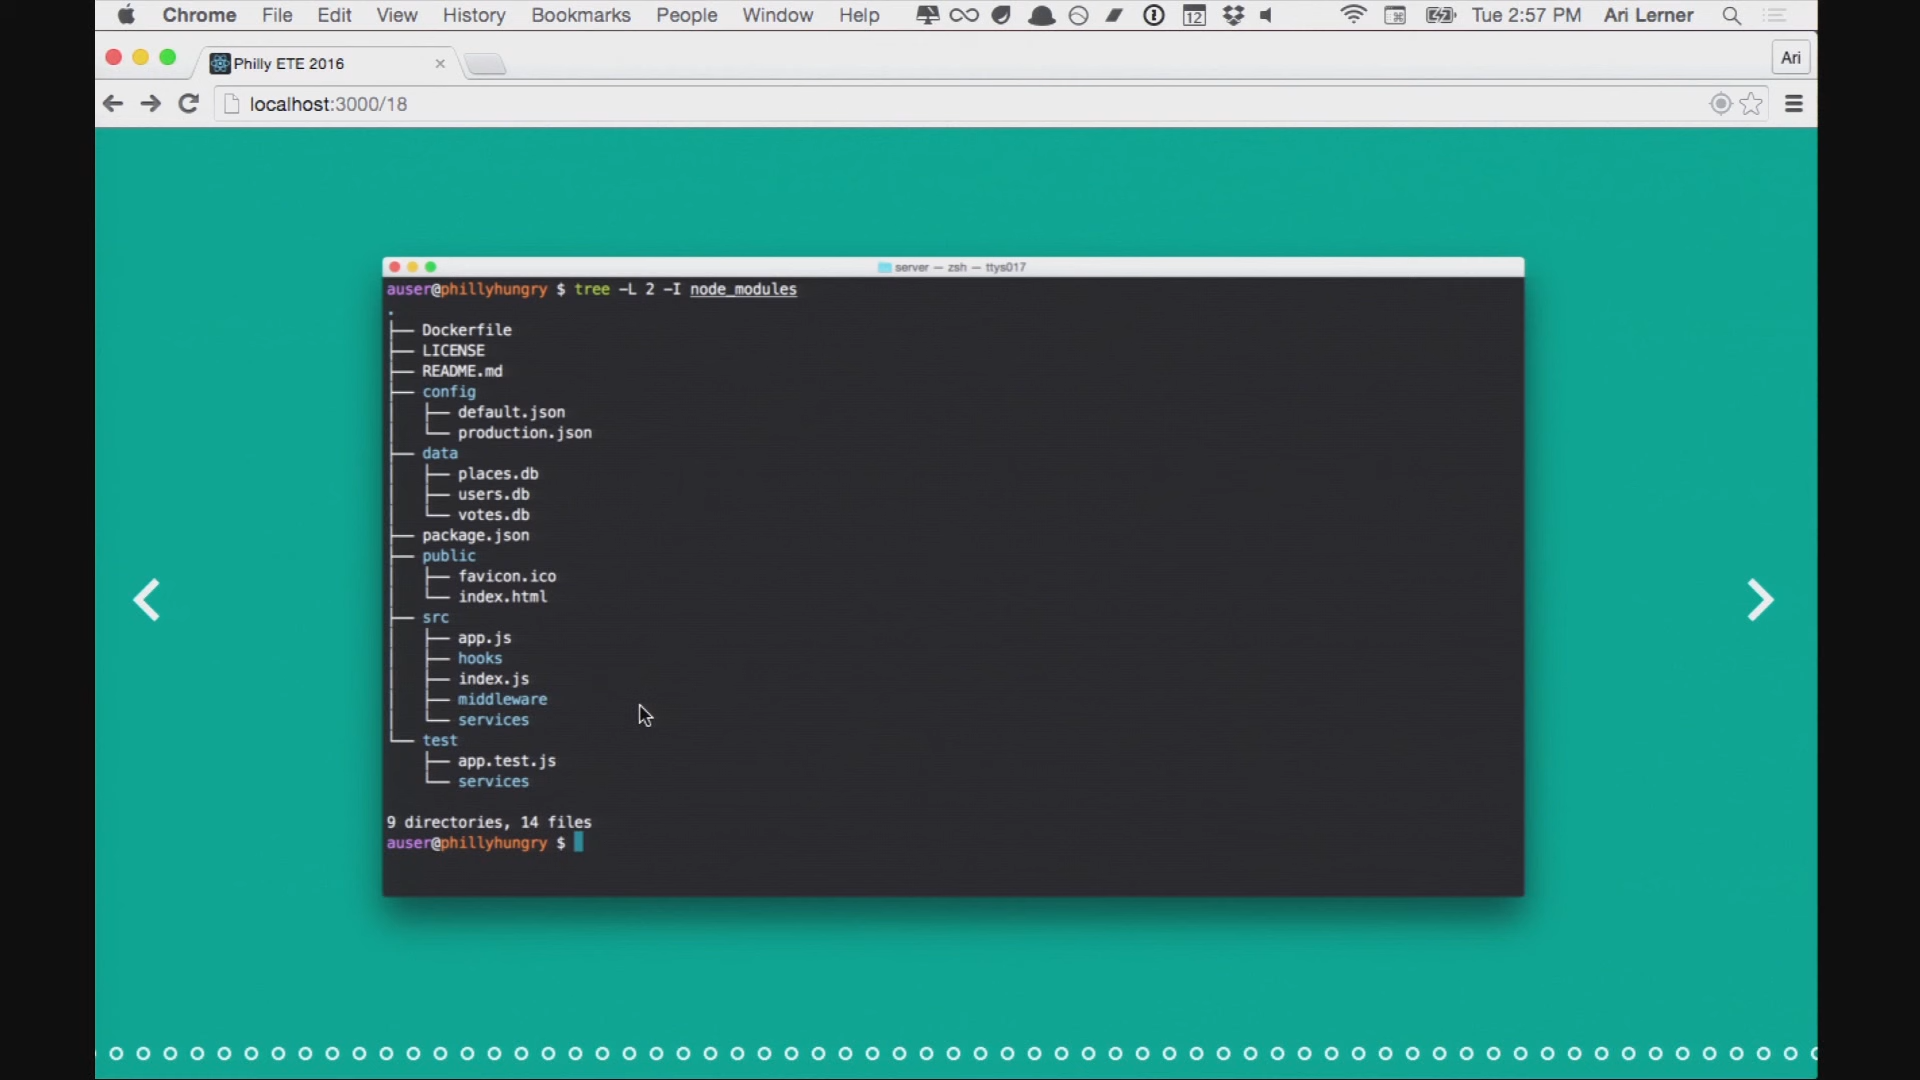 Chrome File Edit View History Bookmarks People Window Help 12 Tue 2:57 PM Ari Lerner
Philly ETE 2016 Ari
localhost:3000/18
server — zsh — ttys017
auser@phillyhungry $ tree -L 2 -I node_modules
.
├── Dockerfile
├── LICENSE
├── README.md
├── config
│   ├── default.json
│   └── production.json
├── data
│   ├── places.db
│   ├── users.db
│   └── votes.db
├── package.json
├── public
│   ├── favicon.ico
│   └── index.html
├── src
│   ├── app.js
│   ├── hooks
│   ├── index.js
│   ├── middleware
│   └── services
└── test
    ├── app.test.js
    └── services
9 directories, 14 files
auser@phillyhungry $